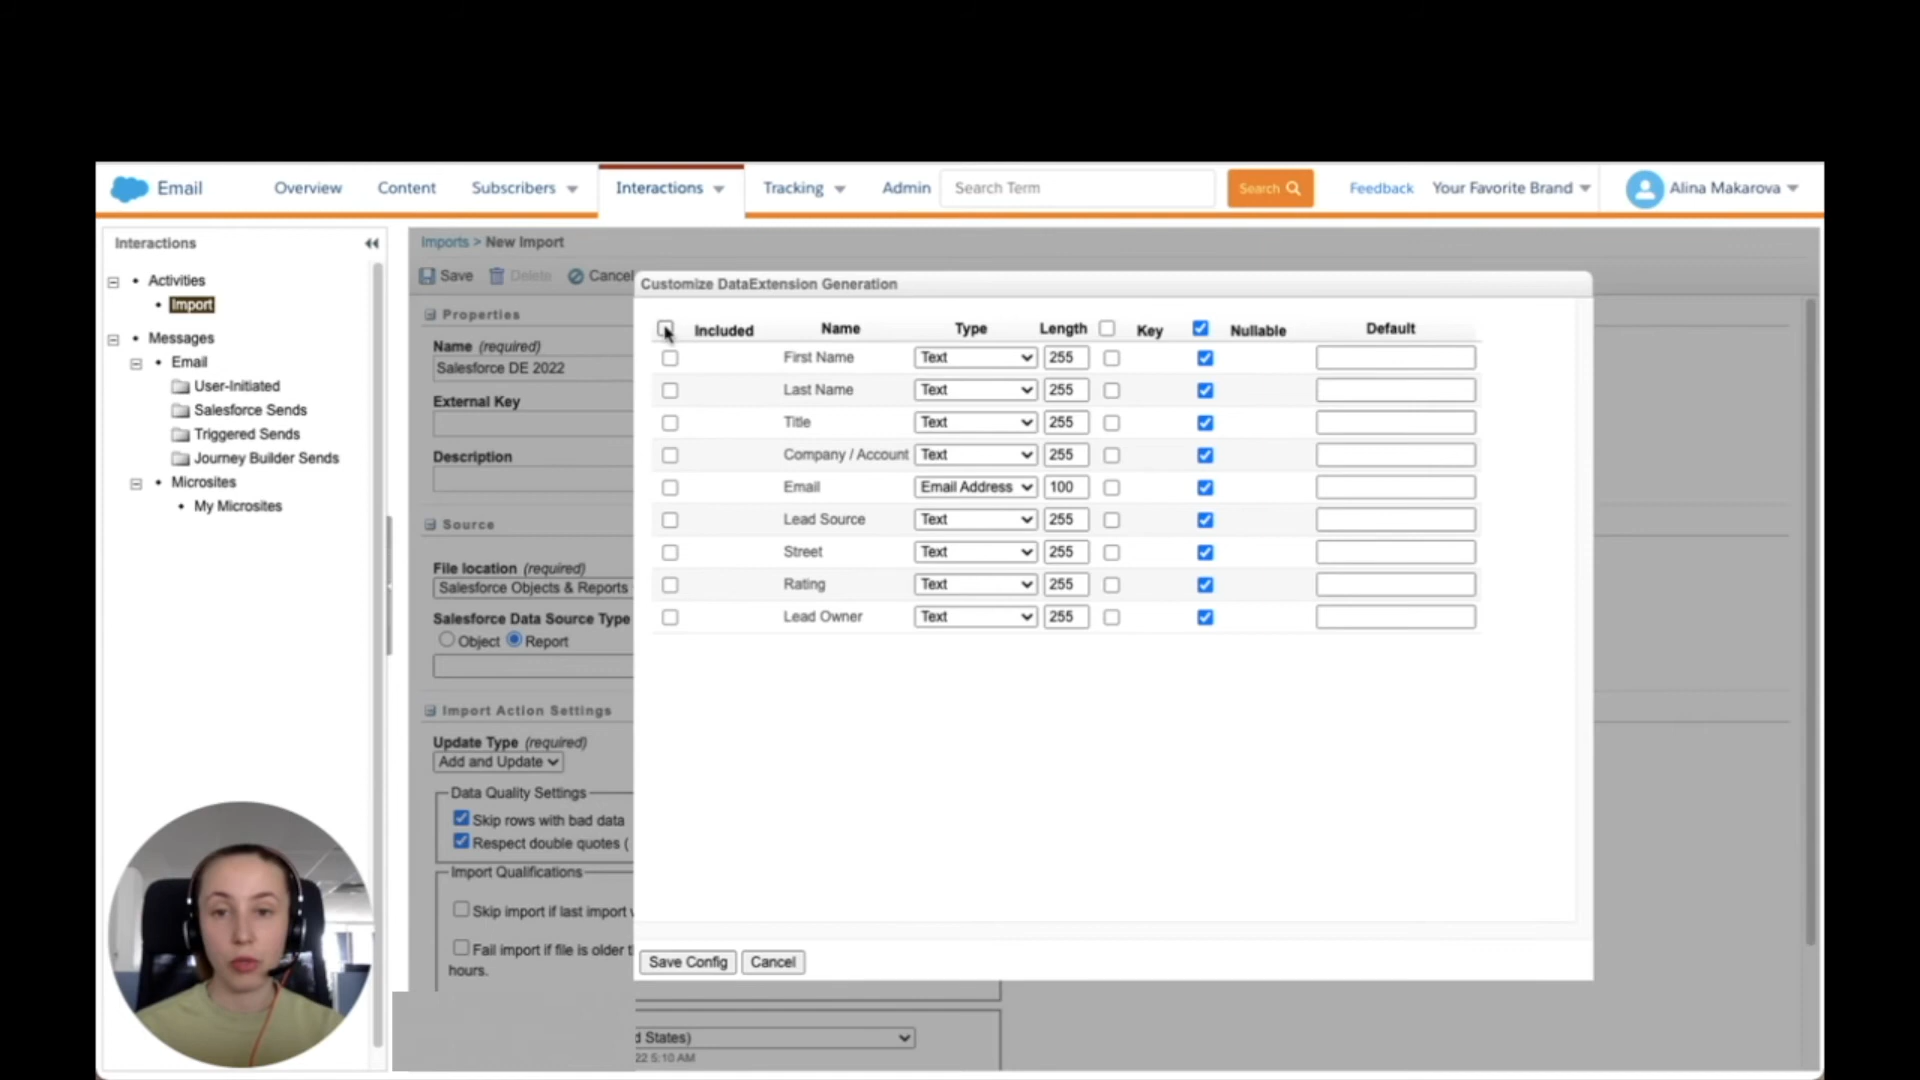 Email
Overview
Content
Subscribers
Interactions
Tracking
Admin
Search Term
Search
Feedback
Your Favorite Brand
Alina Makarova
Interactions
Activities
Import
Messages
Email
User-Initiated
Salesforce Sends
Triggered Sends
Journey Builder Sends
Microsites
My Microsites
Imports > New Import
Save
Delete
Cancel
Properties
Name (required)
Salesforce DE 2022
External Key
Description
Source
File location (required)
Salesforce Objects & Reports
Salesforce Data Source Type
Object Report
Import Action Settings
Update Type (required)
Add and Update
Data Quality Settings
Skip rows with bad data
Respect double quotes (
Import Qualifications
Skip import if last import
Fail import if file is older
hours.
Customize DataExtension Generation
Included Name Type Length Key Nullable Default
First Name Text 255
Last Name Text 255
Title Text 255
Company / Account Text 255
Email Email Address 100
Lead Source Text 255
Street Text 255
Rating Text 255
Lead Owner Text 255
Save Config Cancel
d States)
22 5:10 AM